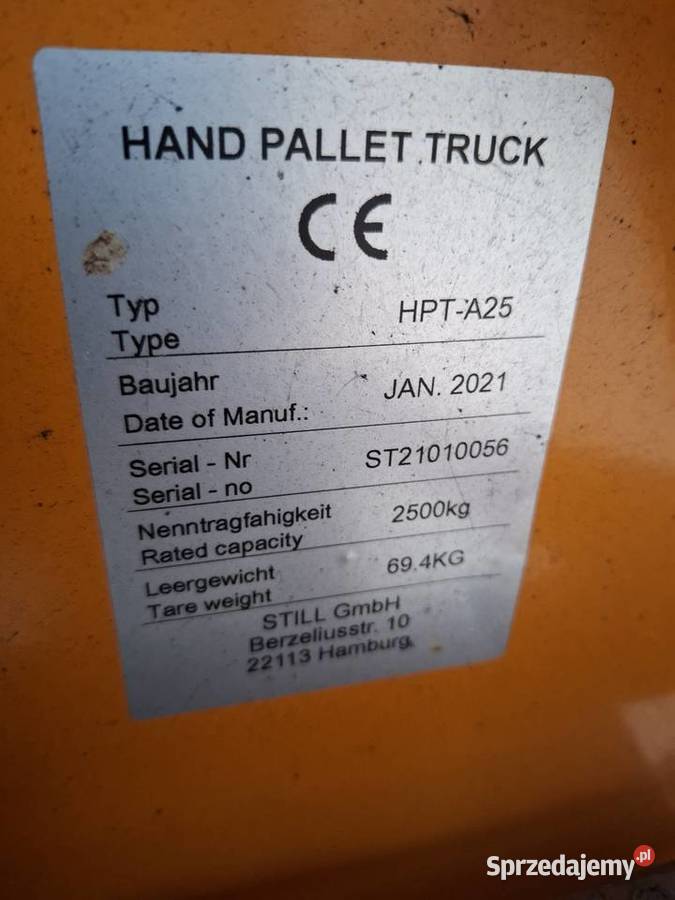 HAND PALLET TRUCK
CE
Typ
Type
HPT-A25
Baujahr
Date of Manuf.:
JAN. 2021
Serial - Nr
Serial - no
ST21010056
Nenntragfahigkeit
Rated capacity
2500kg
Leergewicht
Tare weight
69.4KG
STILL GmbH
Berzeliusstr. 10
22113 Hamburg
Sprzedajemy.pl